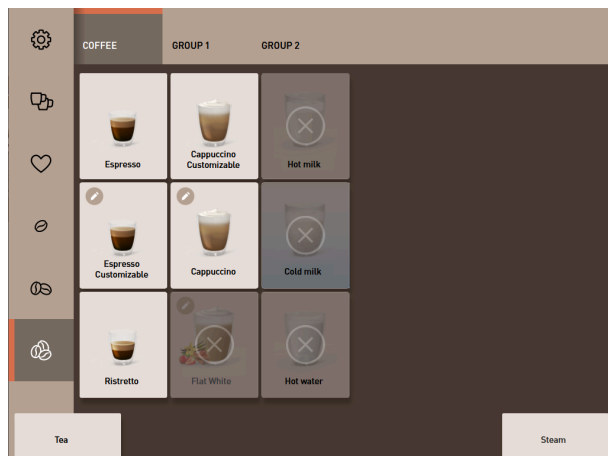 COFFEE
GROUP 1
GROUP 2
Espresso
Cappuccino
Customizable
Hot milk
Espresso
Customizable
Cappuccino
Cold milk
Ristretto
Flat White
Hot water
Tea
Steam